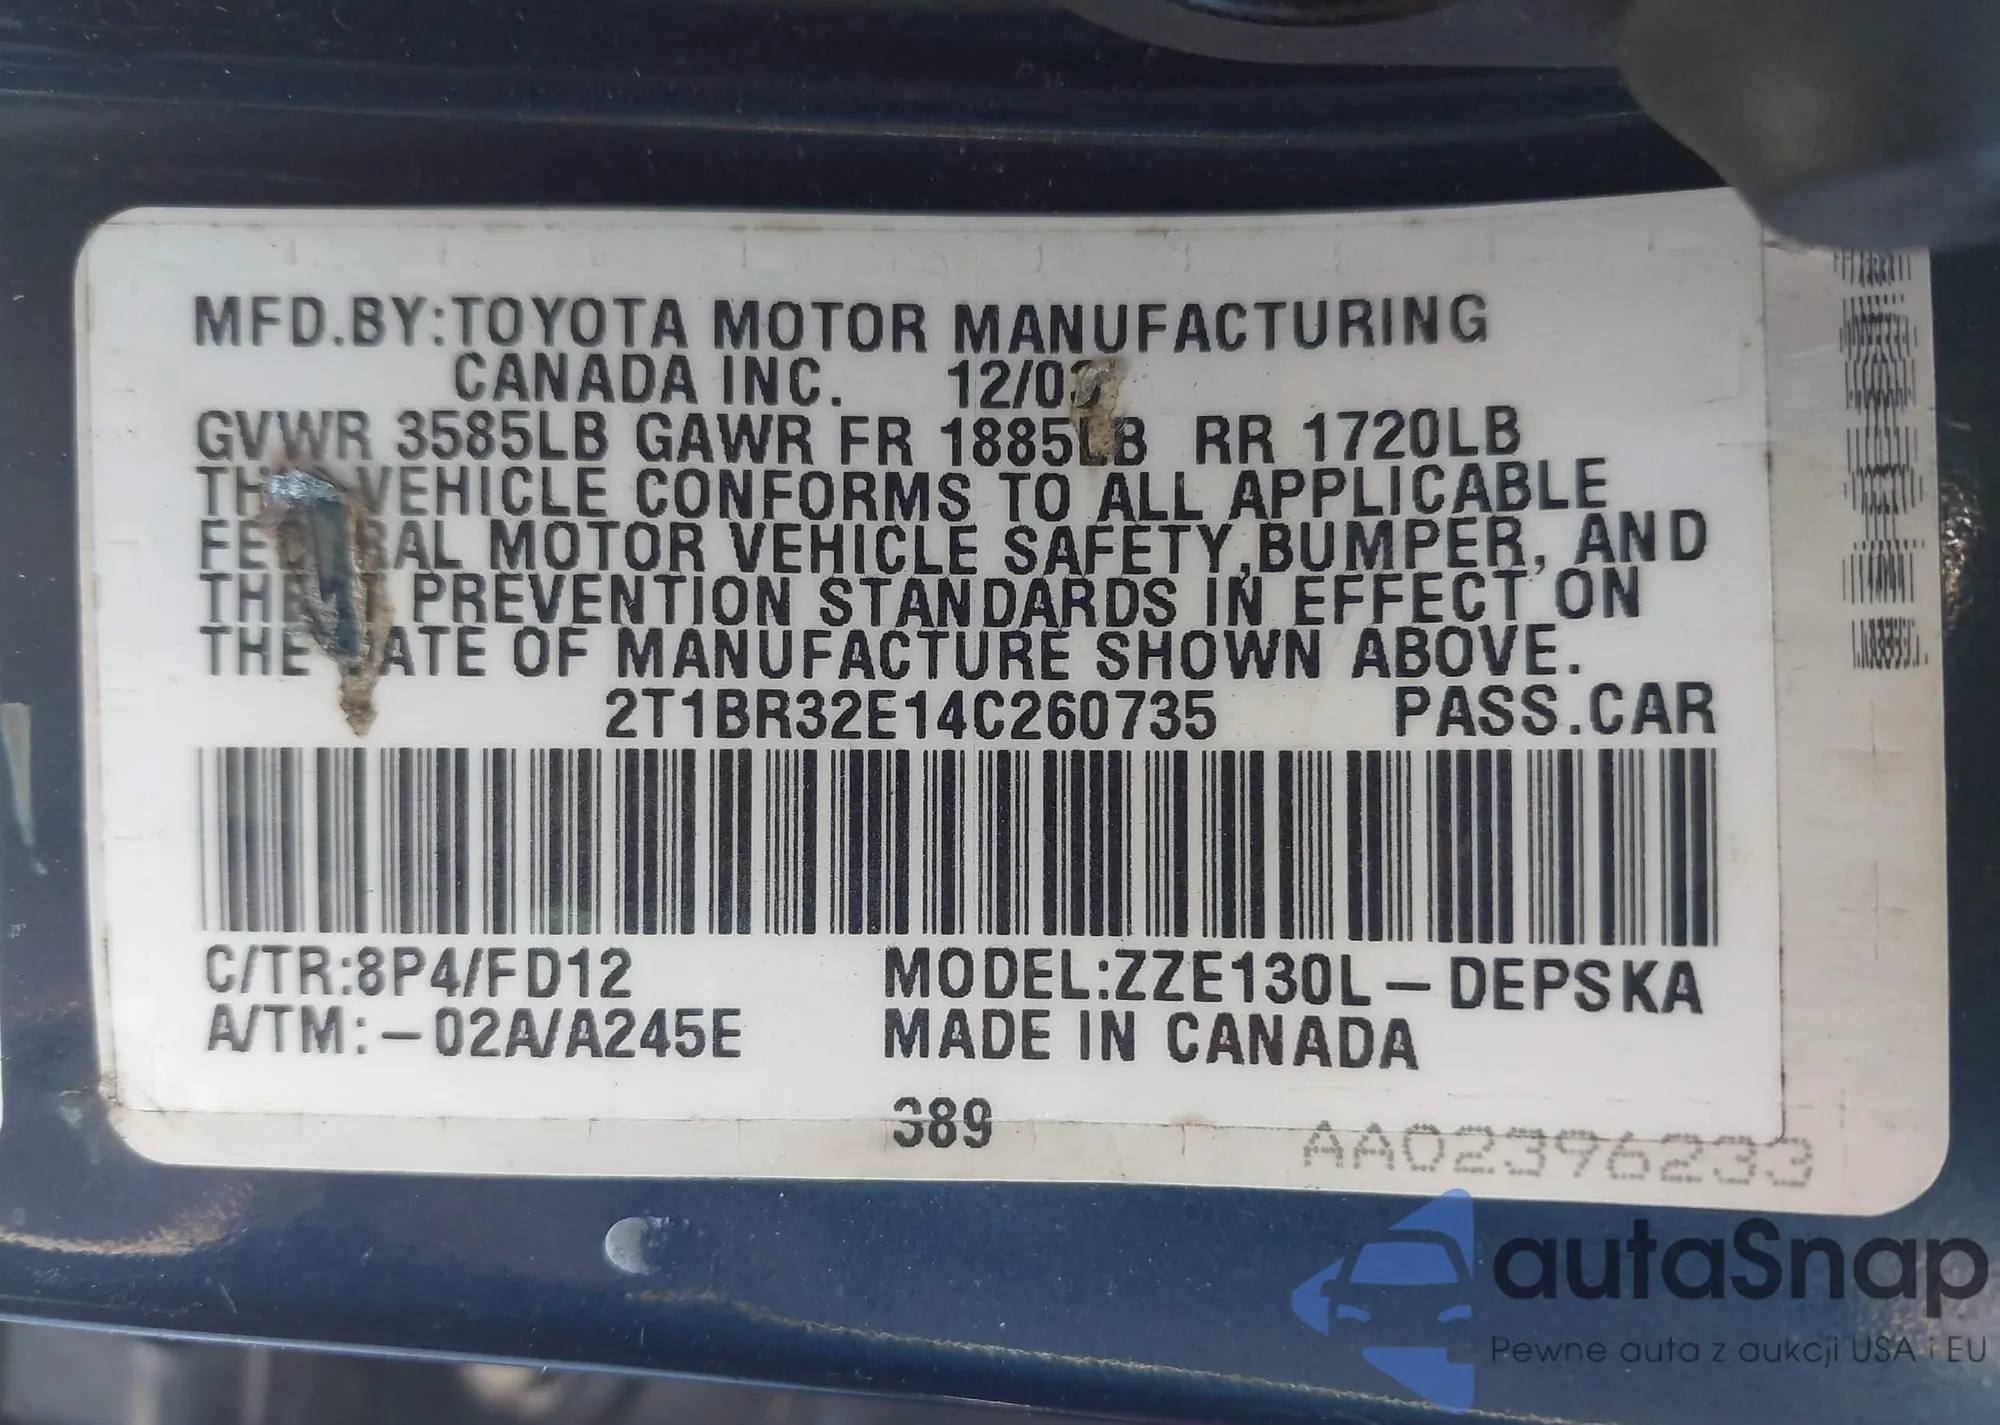 MFD.BY:TOYOTA MOTOR MANUFACTURING
CANADA INC. 12/0
GVWR 3585LB GAWR FR 1885LB RR 1720LB
VEHICLE CONFORMS TO ALL APPLICABLE
MOTOR VEHICLE SAFETY,BUMPER, AND
PREVENTION STANDARDS IN EFFECT ON
THE DATE OF MANUFACTURE SHOWN ABOVE.
2T1BR32E14C260735 PASS.CAR
C/TR:8P4/FD12 MODEL:ZZE130L-DEPSKA
A/TM:-02A/A245E MADE IN CANADA
389
AA02396233
autaSnap
Pewne auta z aukcji USA i EU